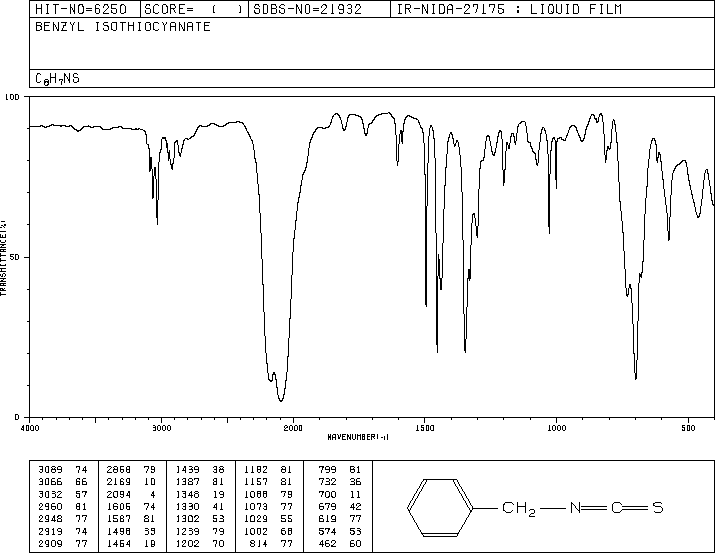 HIT-NO=6250 SCORE= ( ) SDBS-NO=21932 IR-NIDA-27175 : LIQUID FILM
BENZYL ISOTHIOCYANATE
C8H7NS
100
50
0
TRANSMITTANCE(%)
4000 3000 2000 1500 1000 500
WAVENUMBER(-1)
3089 74 2868 79 1439 38 1182 81 799 81
3066 66 2169 10 1387 81 1157 81 732 36
3032 57 2094 4 1348 19 1088 79 700 11
2960 81 1606 74 1330 41 1073 77 679 42
2948 77 1587 81 1302 53 1029 55 619 77
2919 74 1498 33 1239 79 1002 68 574 53
2909 77 1454 19 1202 70 814 77 462 60
CH2 N C S